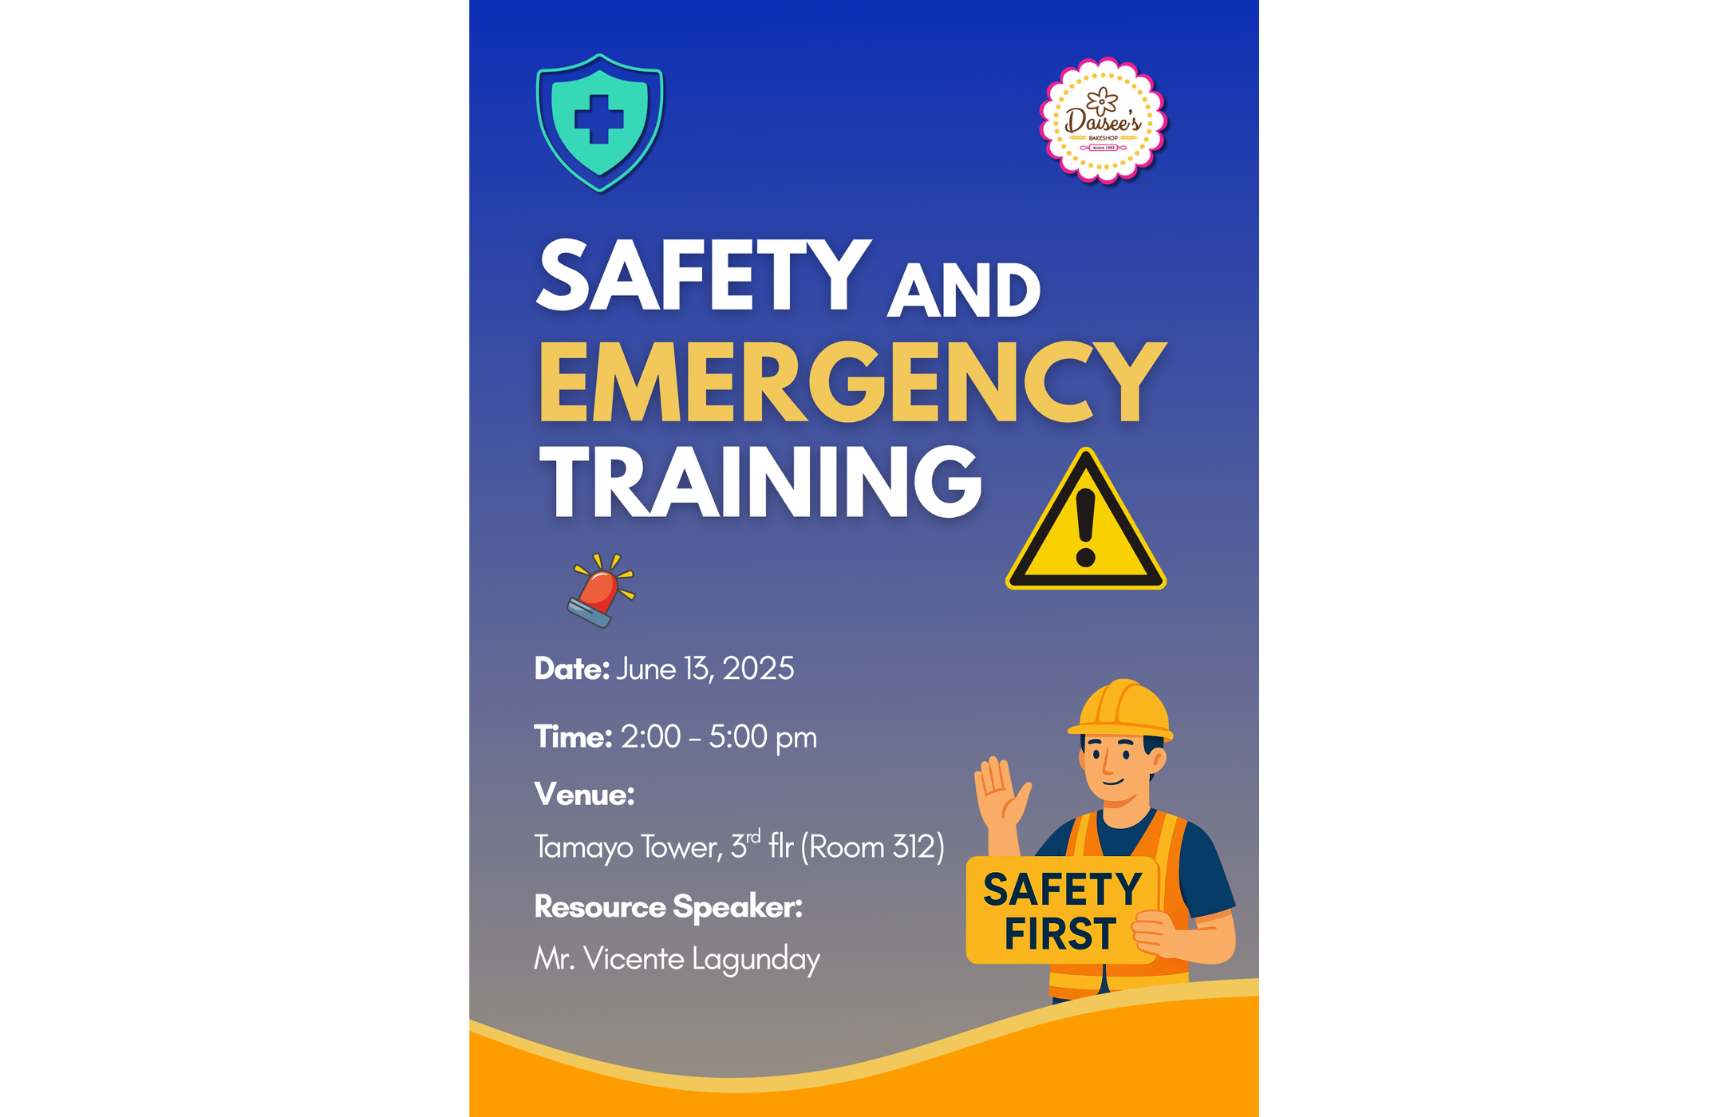 Daisee's
BAKESHOP
SAFETY AND
EMERGENCY
TRAINING
Date: June 13, 2025
Time: 2:00 - 5:00 pm
Venue:
Tamayo Tower, 3rd flr (Room 312)
Resource Speaker:
Mr. Vicente Lagunday
SAFETY
FIRST